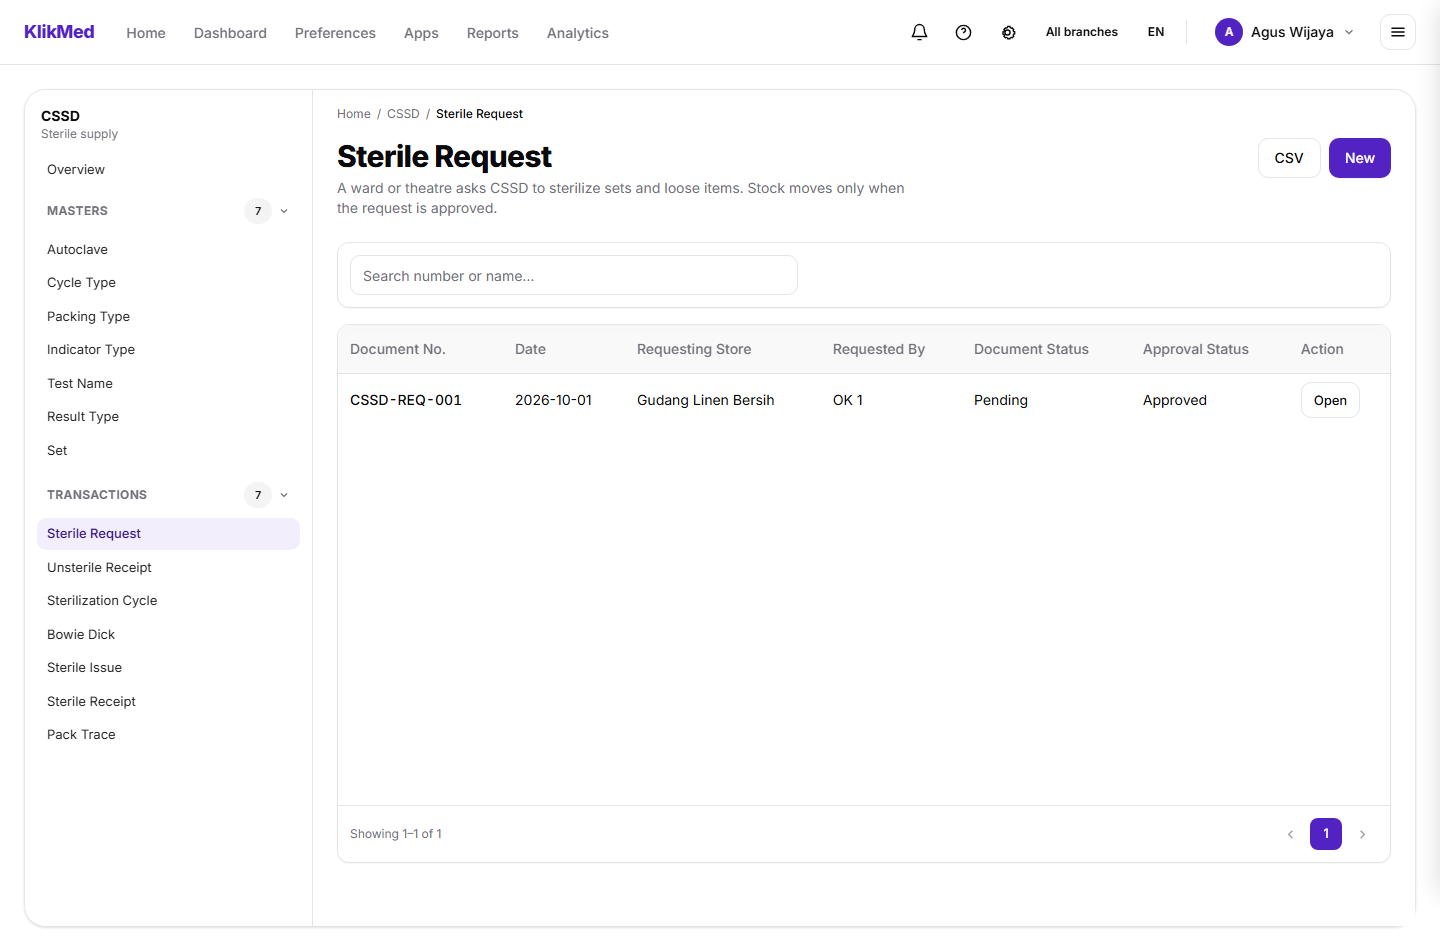 KlikMed
Home
Dashboard
Preferences
Apps
Reports
Analytics
All branches
EN
A
Agus Wijaya
CSSD
Sterile supply
Overview
MASTERS
7
Autoclave
Cycle Type
Packing Type
Indicator Type
Test Name
Result Type
Set
TRANSACTIONS
7
Sterile Request
Unsterile Receipt
Sterilization Cycle
Bowie Dick
Sterile Issue
Sterile Receipt
Pack Trace
Home / CSSD / Sterile Request
Sterile Request
A ward or theatre asks CSSD to sterilize sets and loose items. Stock moves only when
the request is approved.
CSV
New
Search number or name...
Document No. Date Requesting Store Requested By Document Status Approval Status Action
CSSD-REQ-001 2026-10-01 Gudang Linen Bersih OK 1 Pending Approved Open
Showing 1–1 of 1
1